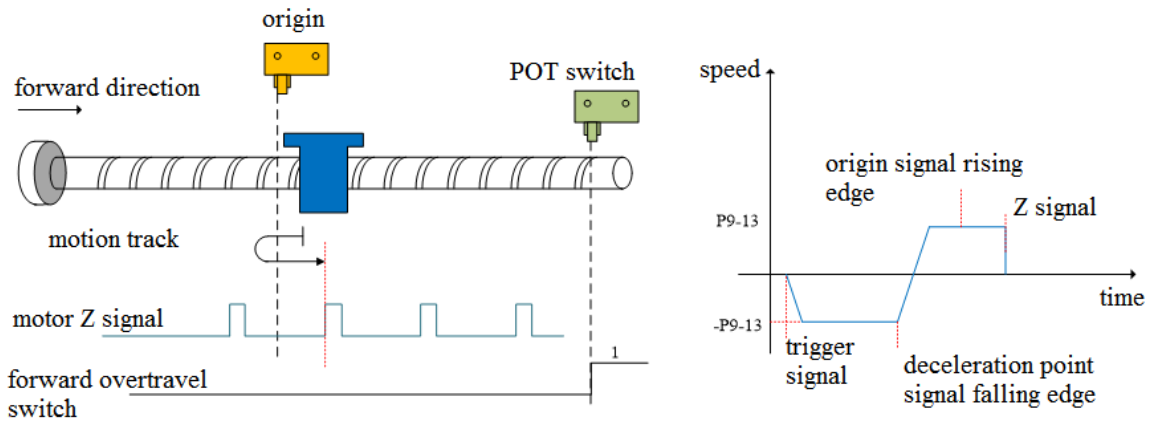 origin
POT switch
forward direction
motion track
motor Z signal
forward overtravel
switch
1
speed
origin signal rising
edge
Z signal
P9-13
time
-P9-13
trigger
signal
deceleration point
signal falling edge